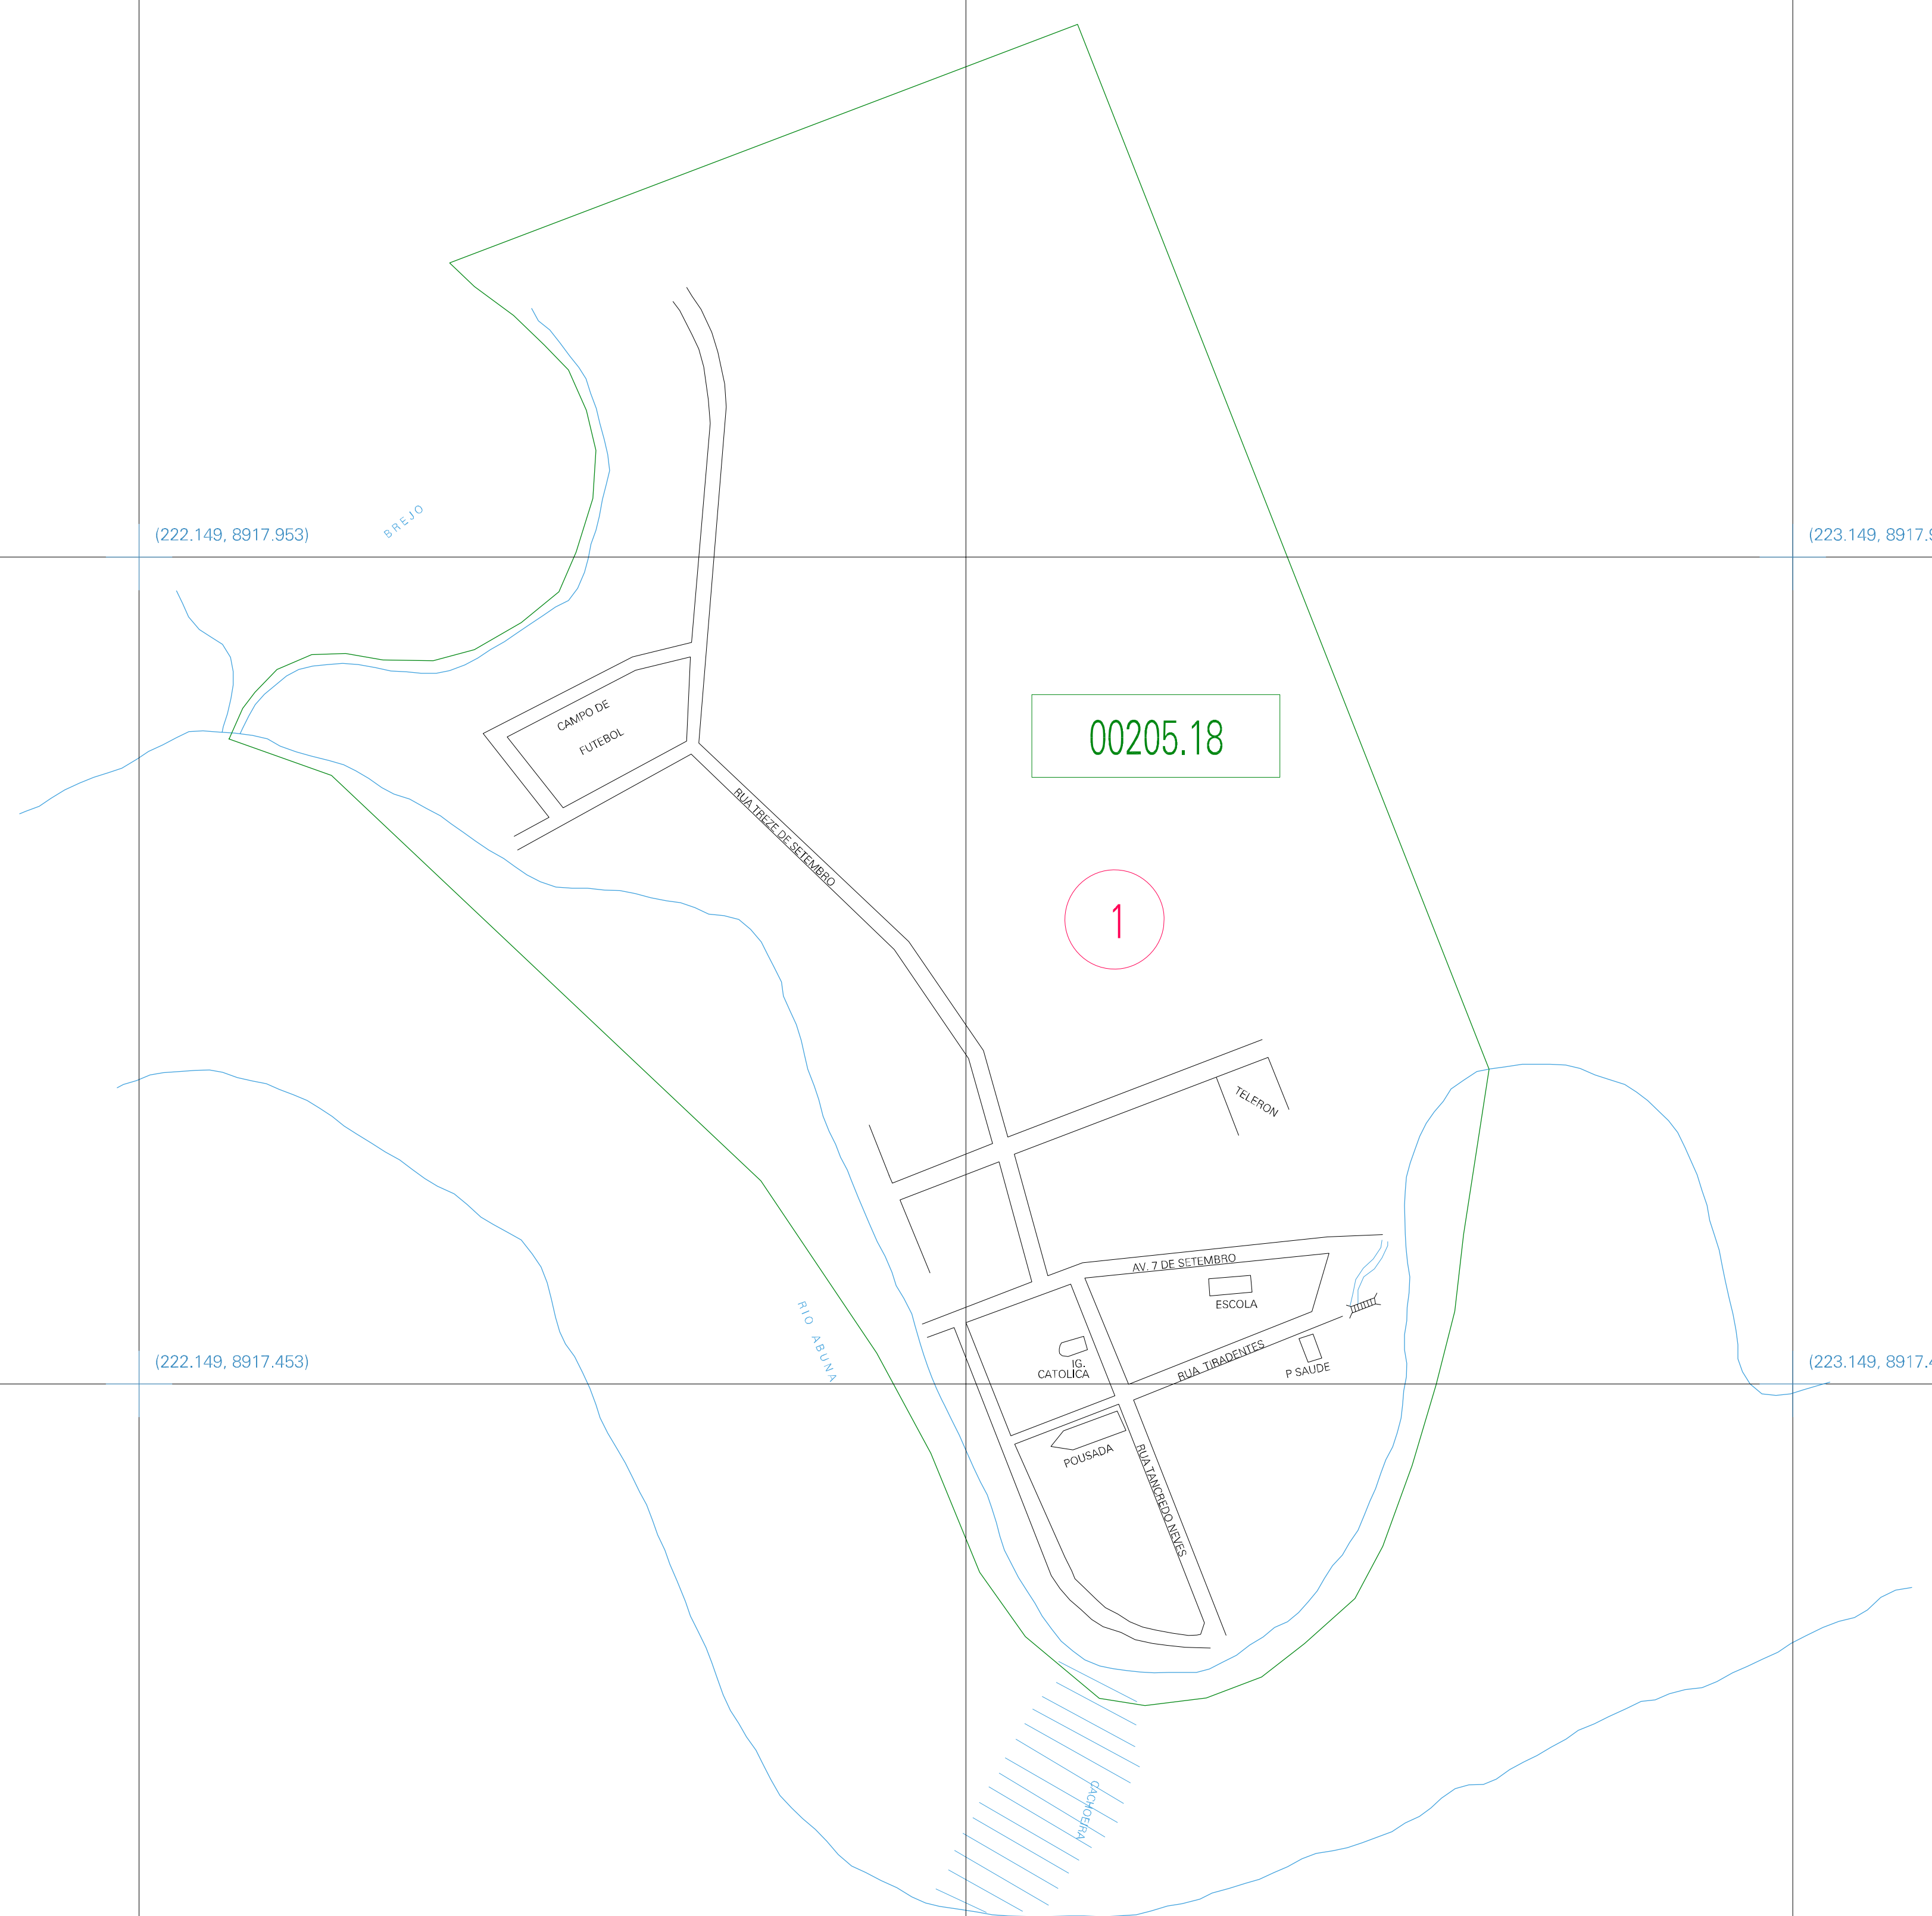 BREJO
(222.149, 8917.953)
(223.149, 8917.9
CAMPO DE
FUTEBOL
00205.18
RUA TREZE DE SETEMBRO
1
TELERON
AV. 7 DE SETEMBRO
ESCOLA
RIO ABUNA
(222.149, 8917.453)
(223.149, 8917.4
IG.
CATOLICA
RUA TIRADENTES
P SAUDE
POUSADA
RUA TANCREDO NEVES
CACHOEIRA